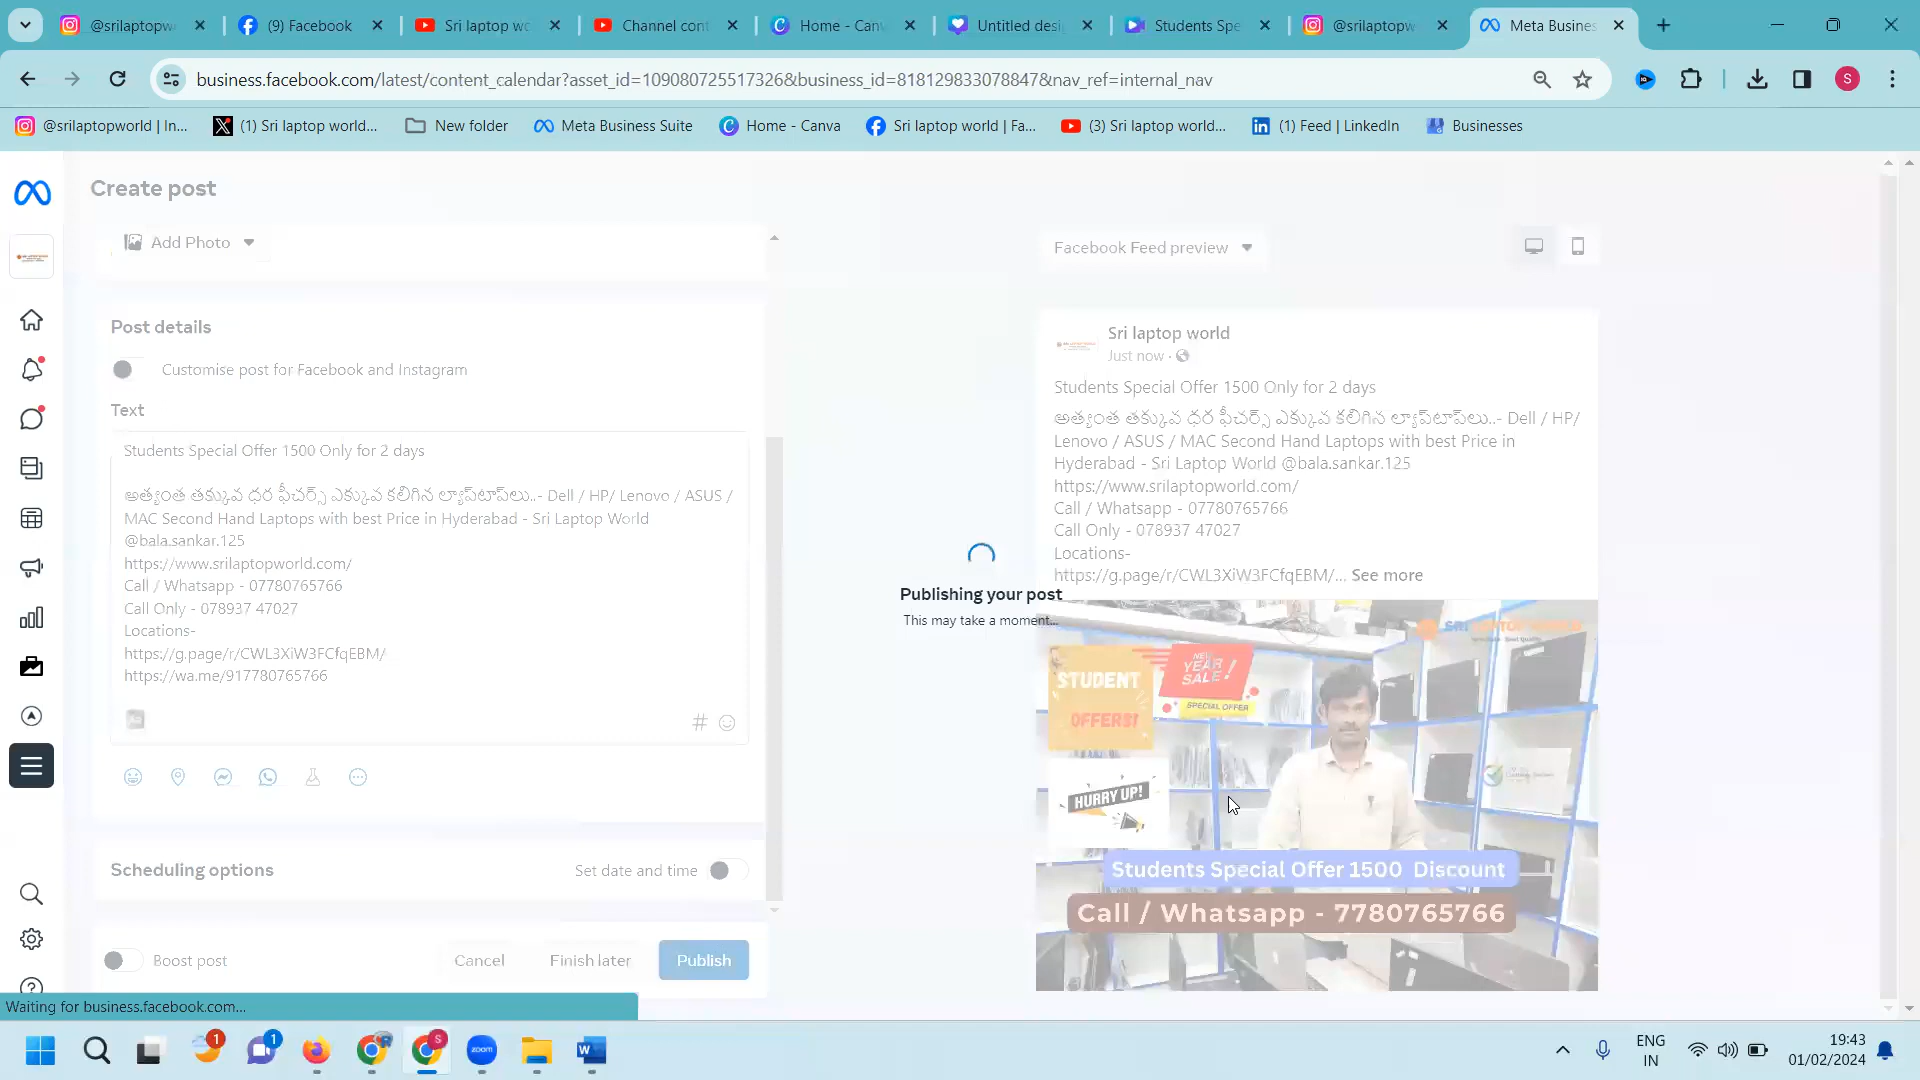 @srilaptopw
(9) Facebook
Sri laptop wo
Channel cont
Home - Canv
Untitled desi
Students Spe
@srilaptopw
Meta Business
business.facebook.com/latest/content_calendar?asset_id=109080725517326&business_id=818129833078847&nav_ref=internal_nav
S
@srilaptopworld | In...
(1) Sri laptop world...
New folder
Meta Business Suite
Home - Canva
Sri laptop world | Fa...
(3) Sri laptop world...
(1) Feed | LinkedIn
Businesses
Create post
Add Photo
Post details
Customise post for Facebook and Instagram
Text
Students Special Offer 1500 Only for 2 days
అత్యంత తక్కువ ధర ఫీచర్స్ ఎక్కువ కలిగిన ల్యాప్‌టాప్‌లు..- Dell / HP/ Lenovo / ASUS /
MAC Second Hand Laptops with best Price in Hyderabad - Sri Laptop World
@bala.sankar.125
https://www.srilaptopworld.com/
Call / Whatsapp - 07780765766
Call Only - 078937 47027
Locations-
https://g.page/r/CWL3XiW3FCfqEBM/
https://wa.me/917780765766
Scheduling options
Set date and time
Boost post
Cancel
Finish later
Publish
Publishing your post
This may take a moment...
Facebook Feed preview
Sri laptop world
Just now ·
Students Special Offer 1500 Only for 2 days
అత్యంత తక్కువ ధర ఫీచర్స్ ఎక్కువ కలిగిన ల్యాప్‌టాప్‌లు..- Dell / HP/
Lenovo / ASUS / MAC Second Hand Laptops with best Price in
Hyderabad - Sri Laptop World @bala.sankar.125
https://www.srilaptopworld.com/
Call / Whatsapp - 07780765766
Call Only - 078937 47027
Locations-
https://g.page/r/CWL3XiW3FCfqEBM/... See more
SRI LAPTOP WORLD
STUDENT
OFFERS!
NEW
YEAR
SALE!
SPECIAL OFFER
HURRY UP!
Students Special Offer 1500 Discount
Call / Whatsapp - 7780765766
Waiting for business.facebook.com...
1
1
S
zoom
W
ENG
IN
19:43
01/02/2024